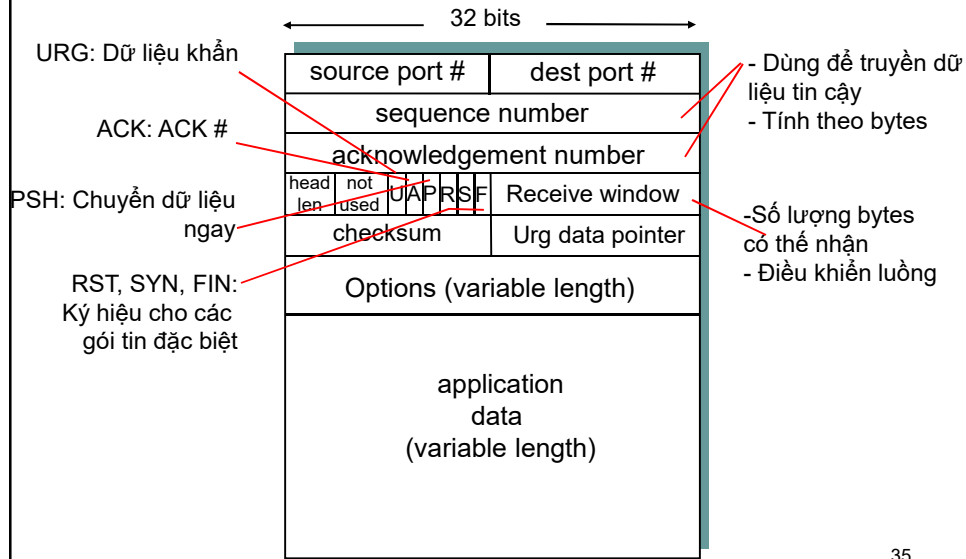 32 bits
URG: Dữ liệu khẩn
source port #
dest port #
- Dùng để truyền dữ
liệu tin cậy
- Tính theo bytes
sequence number
ACK: ACK #
acknowledgement number
head
len
not
used
U
A
P
R
S
F
Receive window
PSH: Chuyển dữ liệu
ngay
-Số lượng bytes
có thể nhận
- Điều khiển luồng
checksum
Urg data pointer
RST, SYN, FIN:
Ký hiệu cho các
gói tin đặc biệt
Options (variable length)
application
data
(variable length)
35